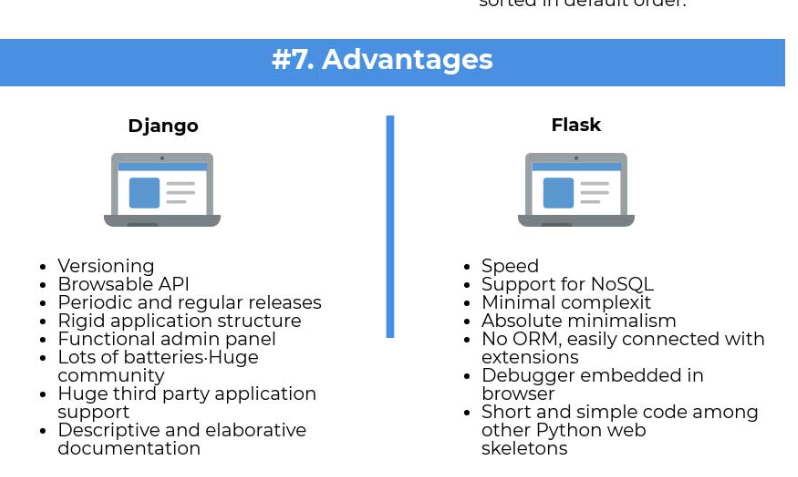 sorted in default order.
#7. Advantages
Django
• Versioning
• Browsable API
• Periodic and regular releases
• Rigid application structure
• Functional admin panel
• Lots of batteries·Huge
community
• Huge third party application
support
• Descriptive and elaborative
documentation
Flask
• Speed
• Support for NoSQL
• Minimal complexit
• Absolute minimalism
• No ORM, easily connected with
extensions
• Debugger embedded in
browser
• Short and simple code among
other Python web
skeletons